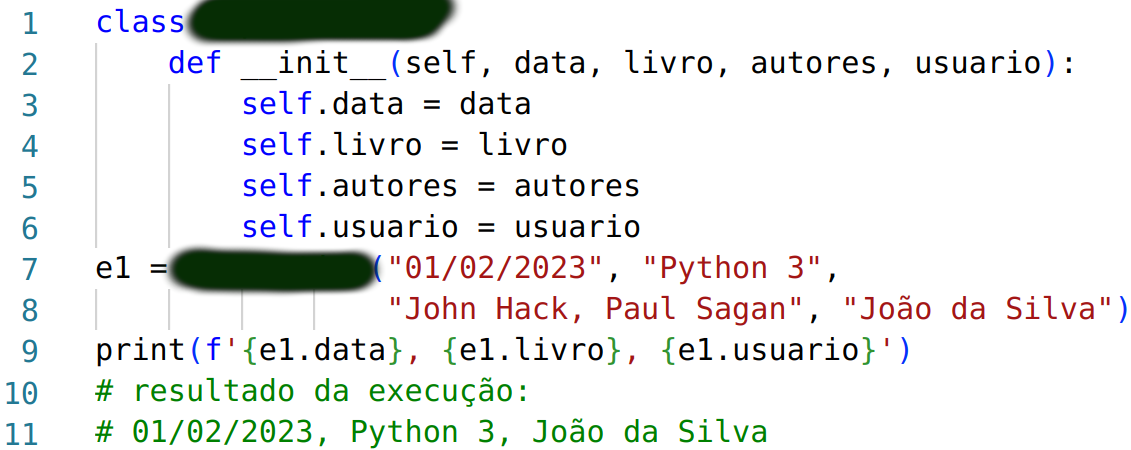 1 class
2 def __init__(self, data, livro, autores, usuario):
3 self.data = data
4 self.livro = livro
5 self.autores = autores
6 self.usuario = usuario
7 e1 = ("01/02/2023", "Python 3",
8 "John Hack, Paul Sagan", "João da Silva")
9 print(f'{e1.data}, {e1.livro}, {e1.usuario}')
10 # resultado da execução:
11 # 01/02/2023, Python 3, João da Silva